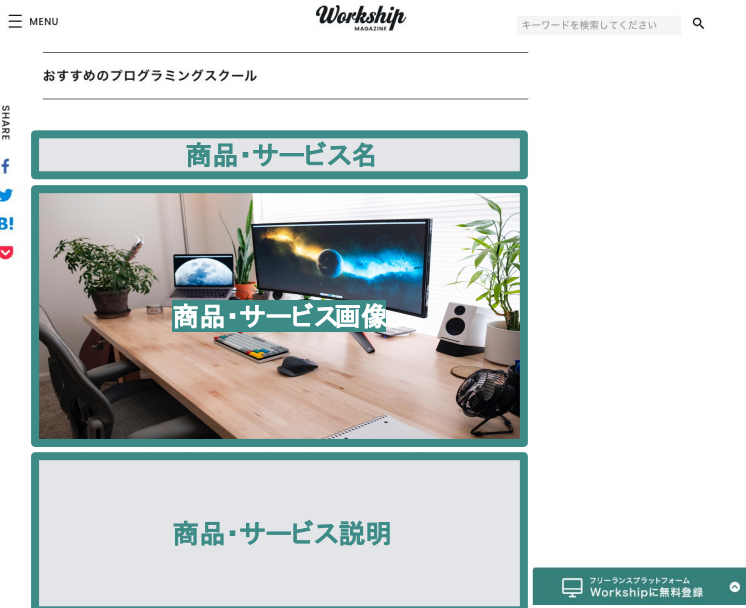 MENU
Workship
MAGAZINE
キーワードを検索してください
おすすめのプログラミングスクール
SHARE
B!
商品・サービス名
商品・サービス画像
商品・サービス説明
フリーランスプラットフォーム
Workshipに無料登録